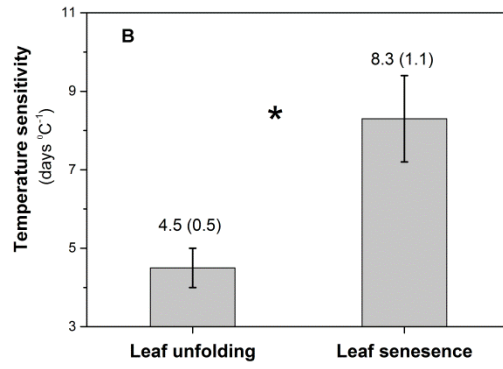 B
Temperature sensitivity
(days ⁰C⁻¹)
11
9
7
5
3
4.5 (0.5)
*
8.3 (1.1)
Leaf unfolding
Leaf senesence